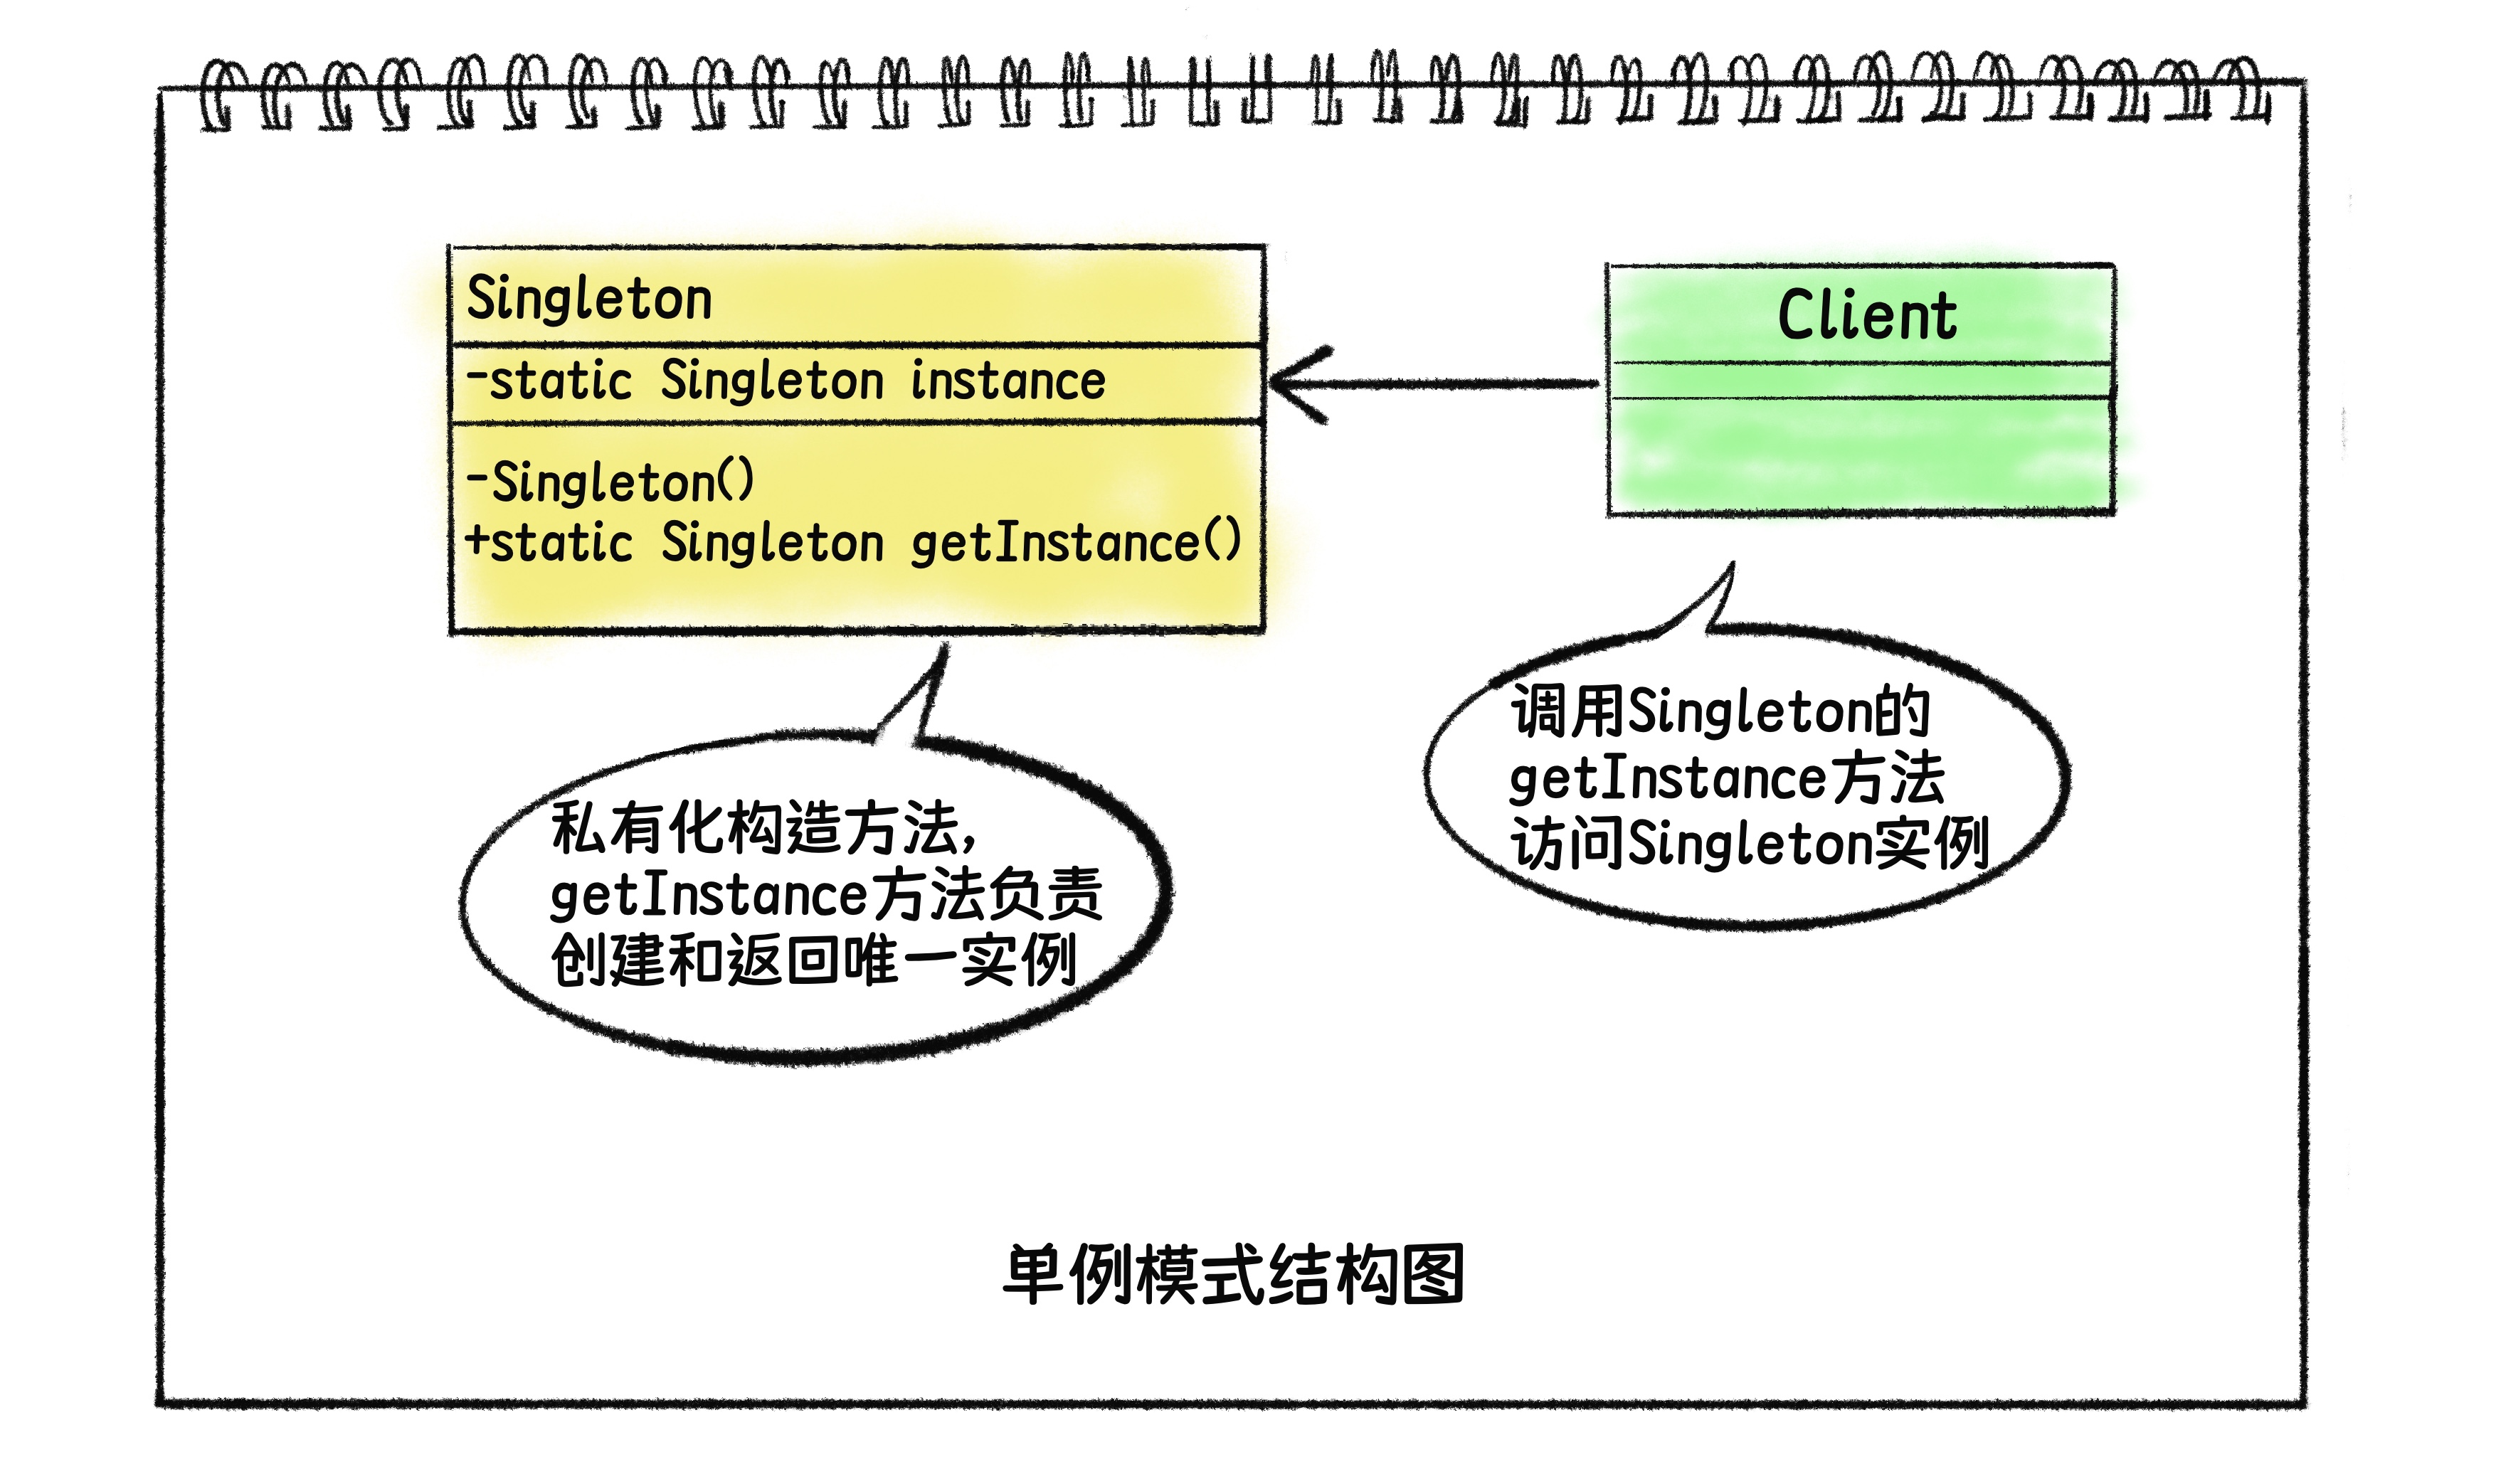 Singleton
-static Singleton instance
-Singleton()
+static Singleton getInstance()
Client
私有化构造方法,
getInstance方法负责
创建和返回唯一实例
调用Singleton的
getInstance方法
访问Singleton实例
单例模式结构图